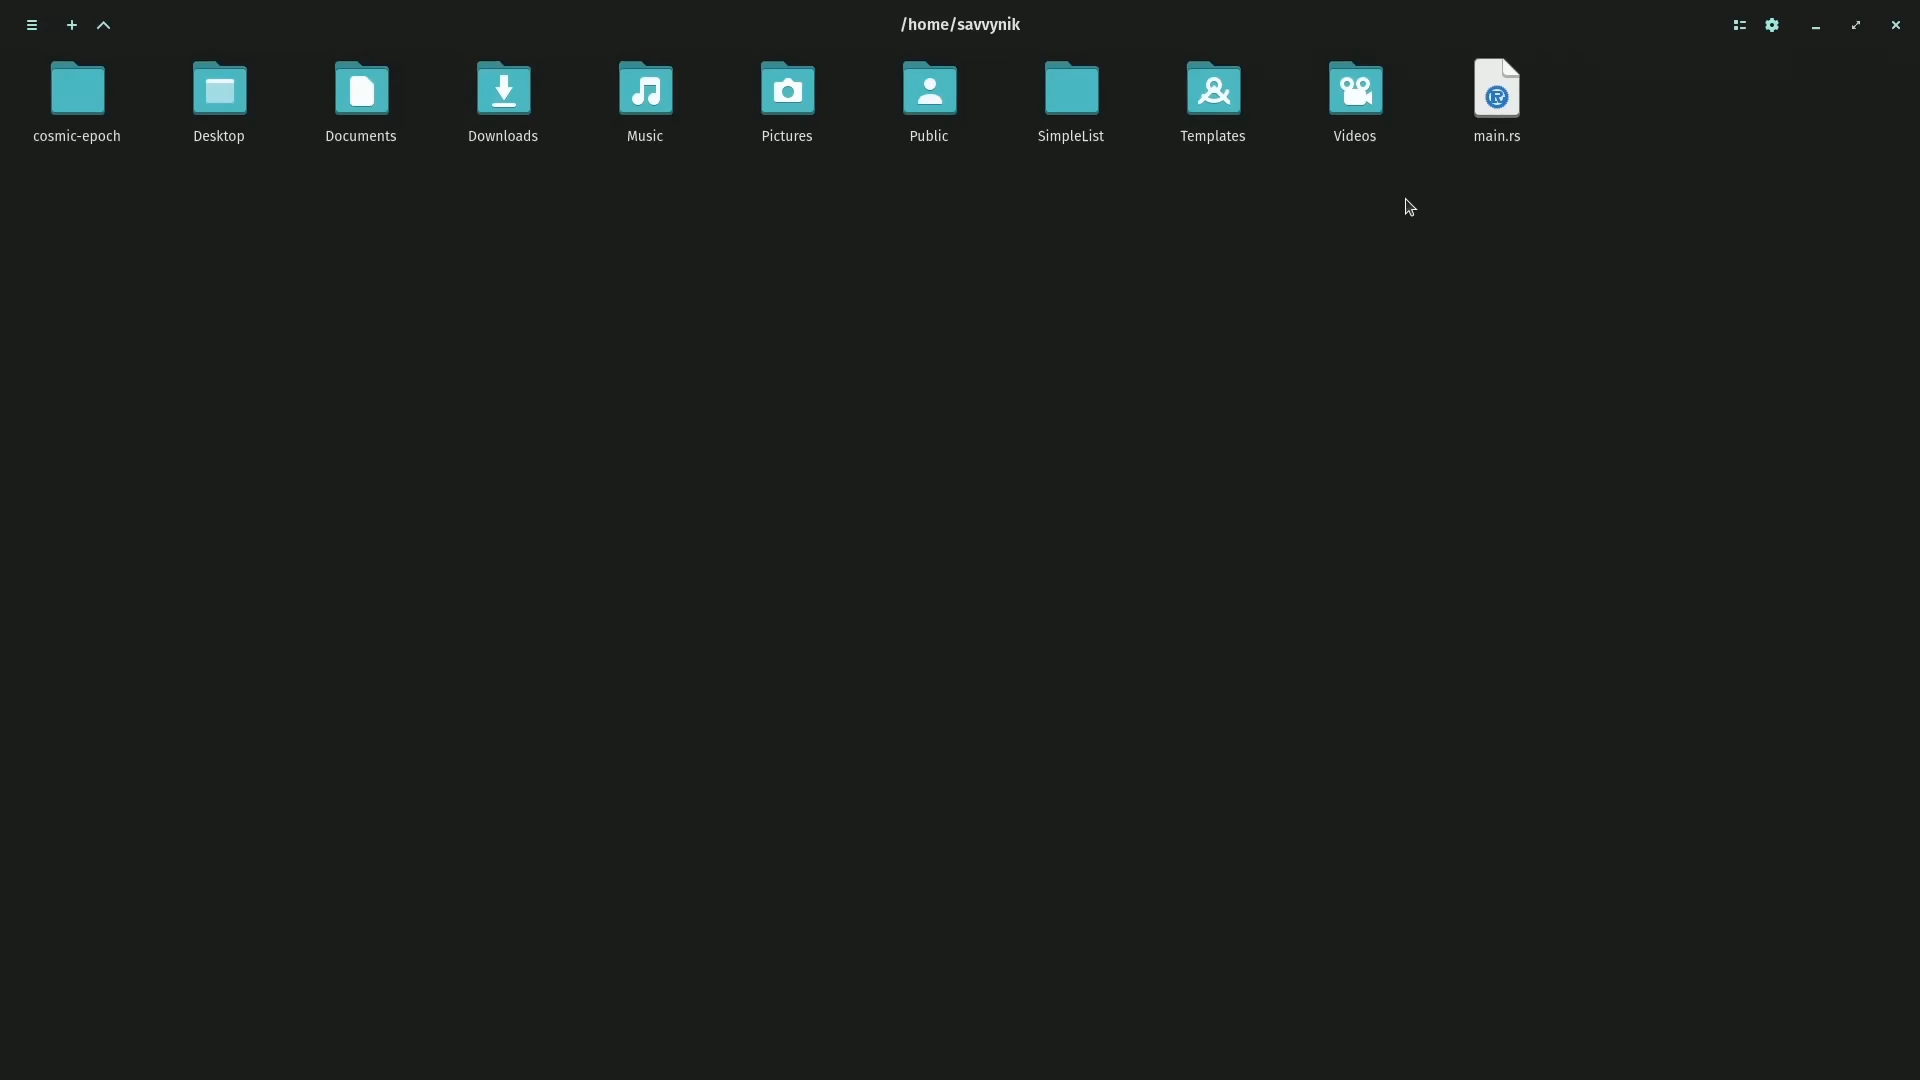 /home/savvynik
cosmic-epoch
Desktop
Documents
Downloads
Music
Pictures
Public
SimpleList
Templates
Videos
main.rs